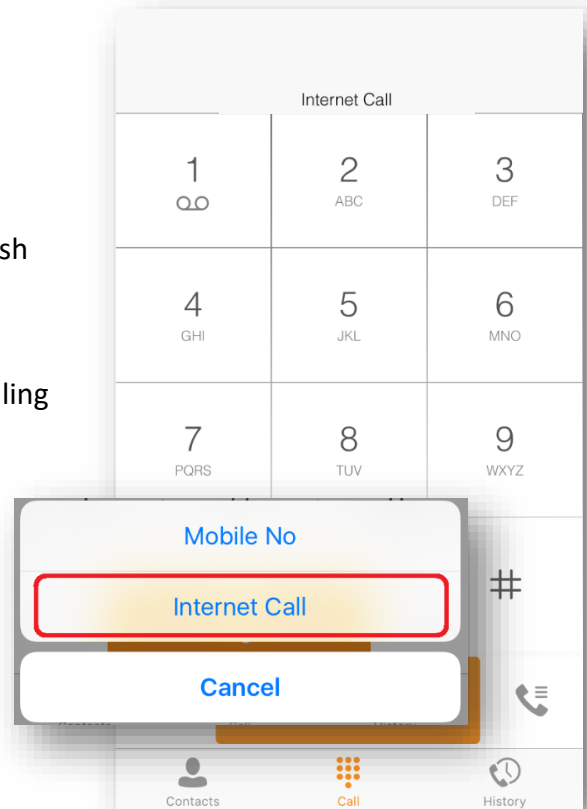 Internet Call
1 2 3
ABC DEF
sh
4 5 6
GHI JKL MNO
ling
7 8 9
PQRS TUV WXYZ
Mobile No
#
Internet Call
Cancel
Contacts Call History